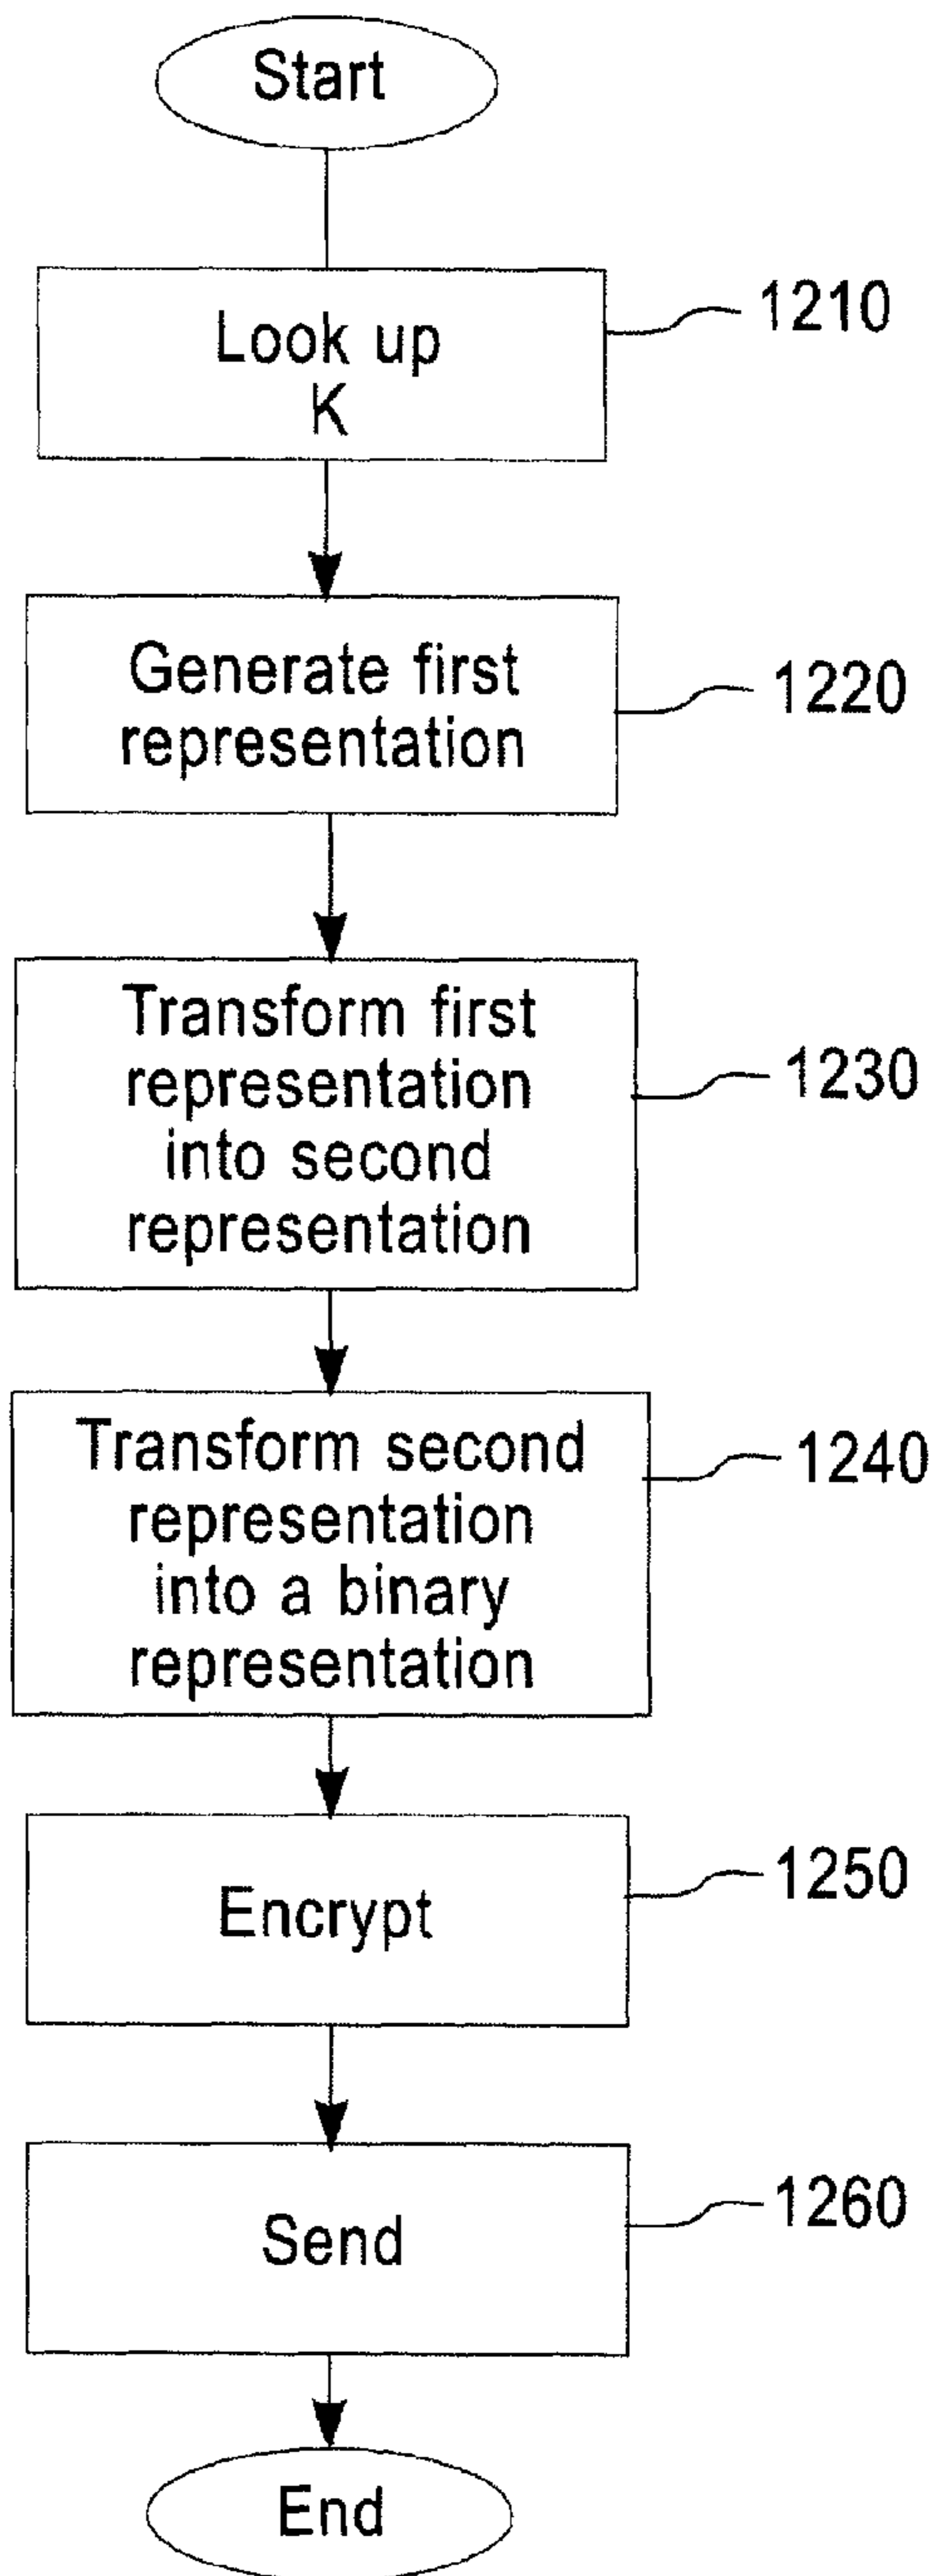 Start
Look up
K
1210
Generate first
representation
1220
Transform first
representation
into second
representation
1230
Transform second
representation
into a binary
representation
1240
Encrypt
1250
Send
1260
End